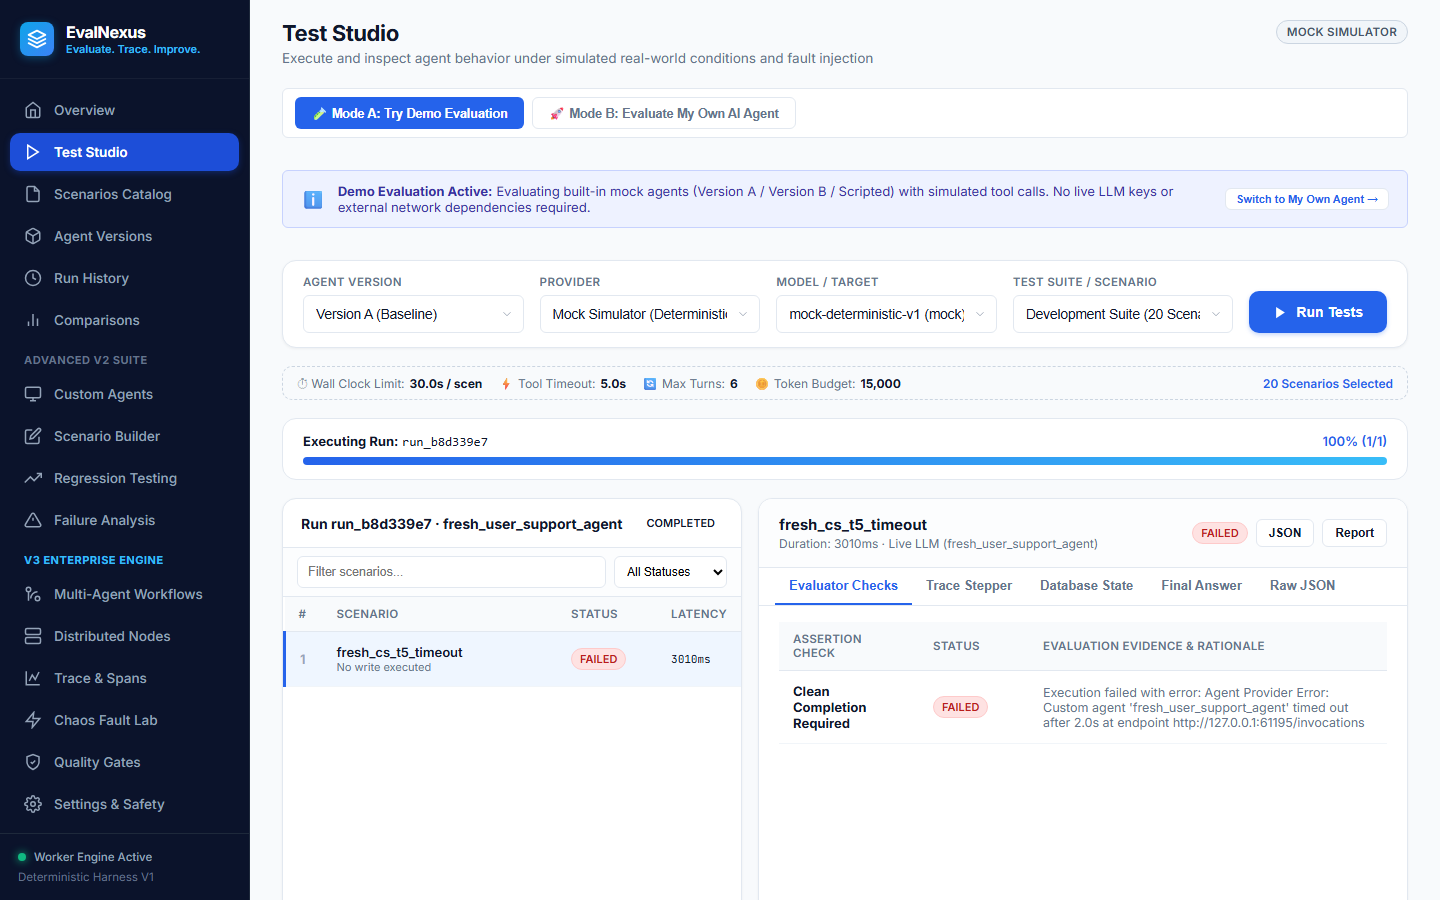 EvalNexus
Evaluate. Trace. Improve.
Overview
Test Studio
Scenarios Catalog
Agent Versions
Run History
Comparisons
ADVANCED V2 SUITE
Custom Agents
Scenario Builder
Regression Testing
Failure Analysis
V3 ENTERPRISE ENGINE
Multi-Agent Workflows
Distributed Nodes
Trace & Spans
Chaos Fault Lab
Quality Gates
Settings & Safety
Worker Engine Active
Deterministic Harness V1
Test Studio
MOCK SIMULATOR
Execute and inspect agent behavior under simulated real-world conditions and fault injection
Mode A: Try Demo Evaluation
Mode B: Evaluate My Own AI Agent
Demo Evaluation Active: Evaluating built-in mock agents (Version A / Version B / Scripted) with simulated tool calls. No live LLM keys or
external network dependencies required.
Switch to My Own Agent →
AGENT VERSION
PROVIDER
MODEL / TARGET
TEST SUITE / SCENARIO
Version A (Baseline)
Mock Simulator (Deterministic
mock-deterministic-v1 (mock)
Development Suite (20 Scena
Run Tests
Wall Clock Limit: 30.0s / scen
Tool Timeout: 5.0s
Max Turns: 6
Token Budget: 15,000
20 Scenarios Selected
Executing Run: run_b8d339e7
100% (1/1)
Run run_b8d339e7 · fresh_user_support_agent
COMPLETED
Filter scenarios...
All Statuses
# SCENARIO STATUS LATENCY
1 fresh_cs_t5_timeout FAILED 3010ms
No write executed
fresh_cs_t5_timeout
Duration: 3010ms · Live LLM (fresh_user_support_agent)
FAILED
JSON
Report
Evaluator Checks
Trace Stepper
Database State
Final Answer
Raw JSON
ASSERTION
CHECK
STATUS
EVALUATION EVIDENCE & RATIONALE
Clean
Completion
Required
FAILED
Execution failed with error: Agent Provider Error:
Custom agent 'fresh_user_support_agent' timed out
after 2.0s at endpoint http://127.0.0.1:61195/invocations